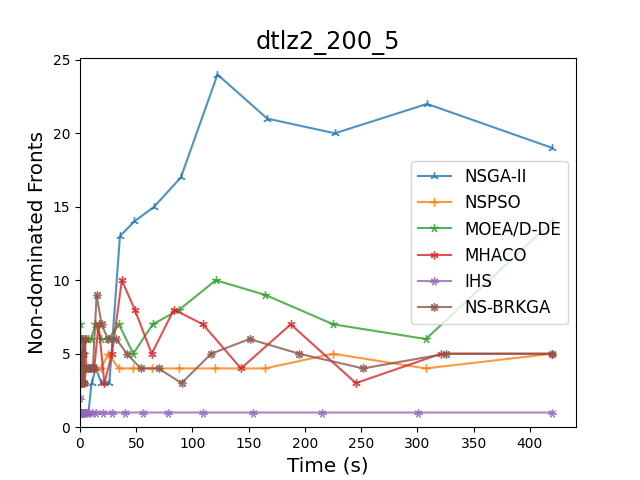 dtlz2_200_5
25
20
15
10
5
0
Non-dominated Fronts
NSGA-II
NSPSO
MOEA/D-DE
MHACO
IHS
NS-BRKGA
0 50 100 150 200 250 300 350 400
Time (s)